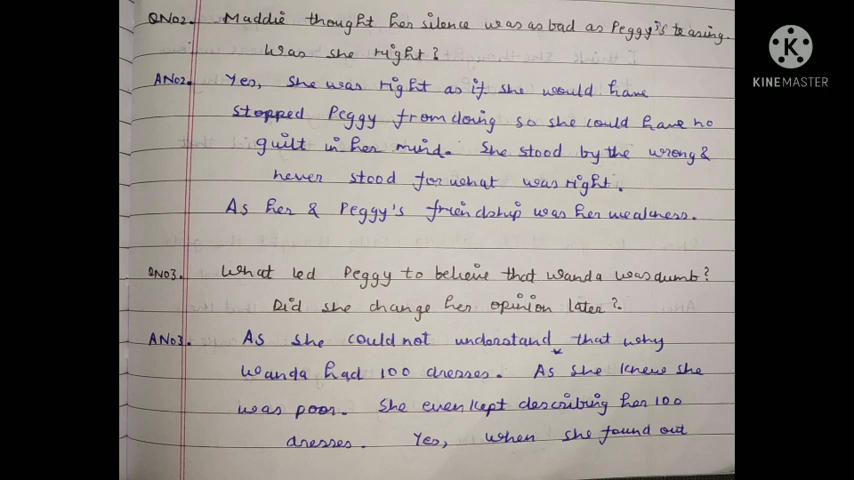 QNO2. Maddie thought her silence was as bad as Peggy's teasing.
Was she right?
ANO2. Yes, she was right as if she would have
stopped Peggy from doing so she could have no
guilt in her mind. She stood by the wrong &
never stood for what was right.
As her & Peggy's friendship was her weakness.
QNO3. What led Peggy to believe that Wanda was dumb?
Did she change her opinion later?
ANO3. As she could not understand that why
Wanda had 100 dresses. As she knew she
was poor. She even kept describing her 100
dresses. Yes, when she found out
K
KINEMASTER